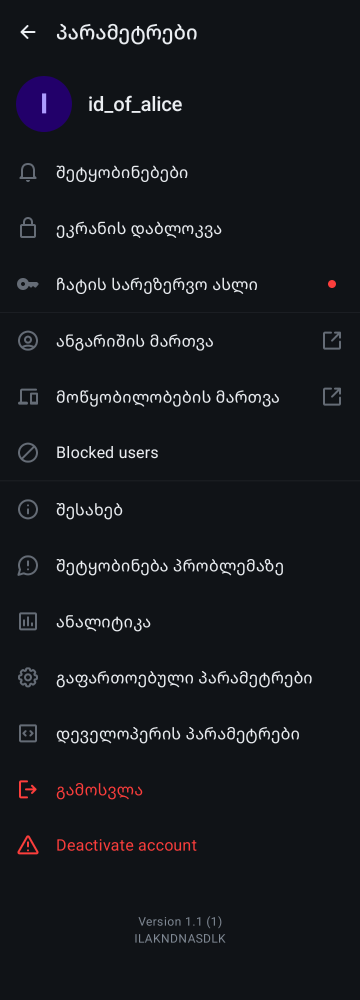 პარამეტრები
I
id_of_alice
შეტყობინებები
ეკრანის დაბლოკვა
ჩატის სარეზერვო ასლი
ანგარიშის მართვა
მოწყობილობების მართვა
Blocked users
შესახებ
შეტყობინება პრობლემაზე
ანალიტიკა
გაფართოებული პარამეტრები
დეველოპერის პარამეტრები
გამოსვლა
Deactivate account
Version 1.1 (1)
ILAKNDNASDLK